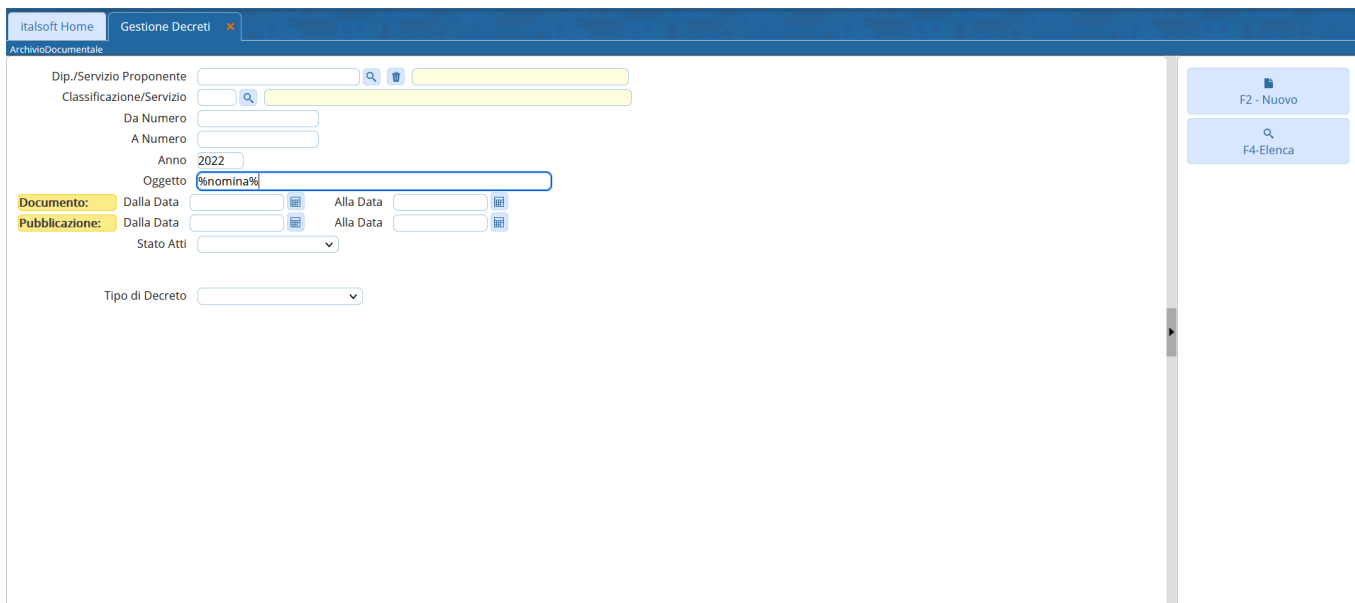 italsoft Home Gestione Decreti ×
ArchivioDocumentale
Dip./Servizio Proponente
Classificazione/Servizio
Da Numero
A Numero
Anno 2022
Oggetto %nomina%
Documento: Dalla Data Alla Data
Pubblicazione: Dalla Data Alla Data
Stato Atti
Tipo di Decreto
F2 - Nuovo
F4-Elenca